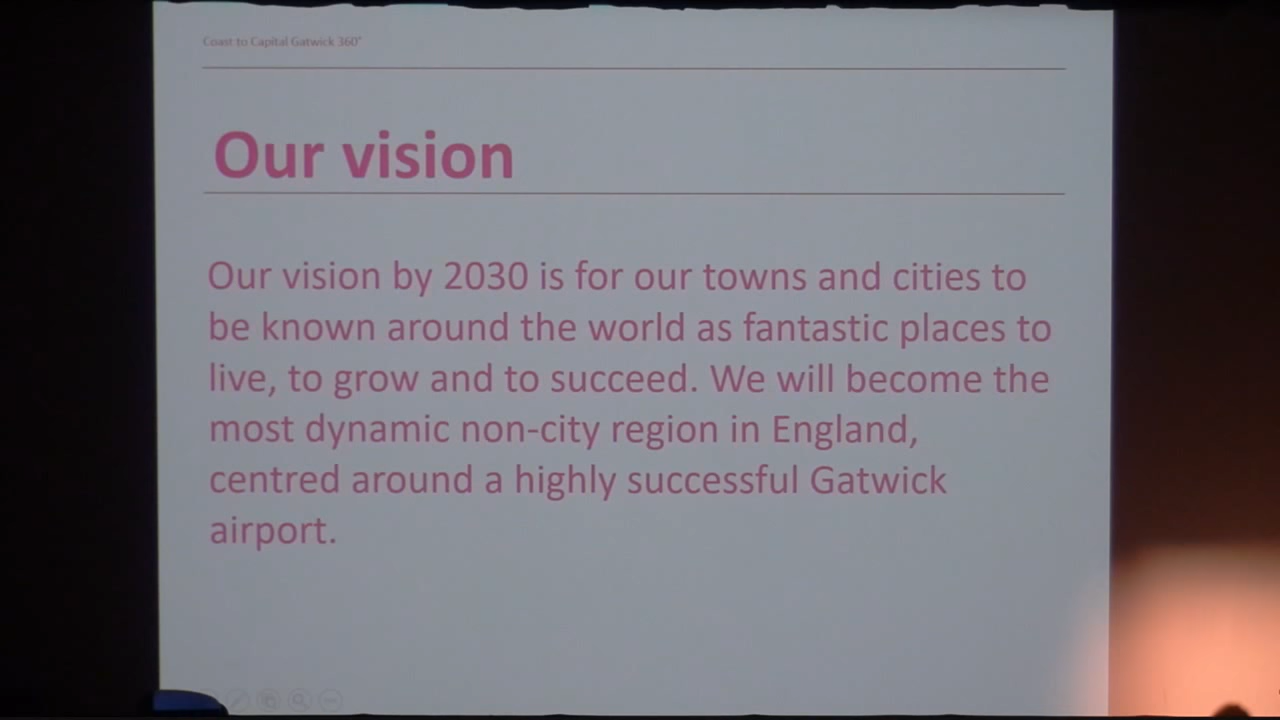 Coast to Capital Gatwick 360°
Our vision
Our vision by 2030 is for our towns and cities to
be known around the world as fantastic places to
live, to grow and to succeed. We will become the
most dynamic non-city region in England,
centred around a highly successful Gatwick
airport.